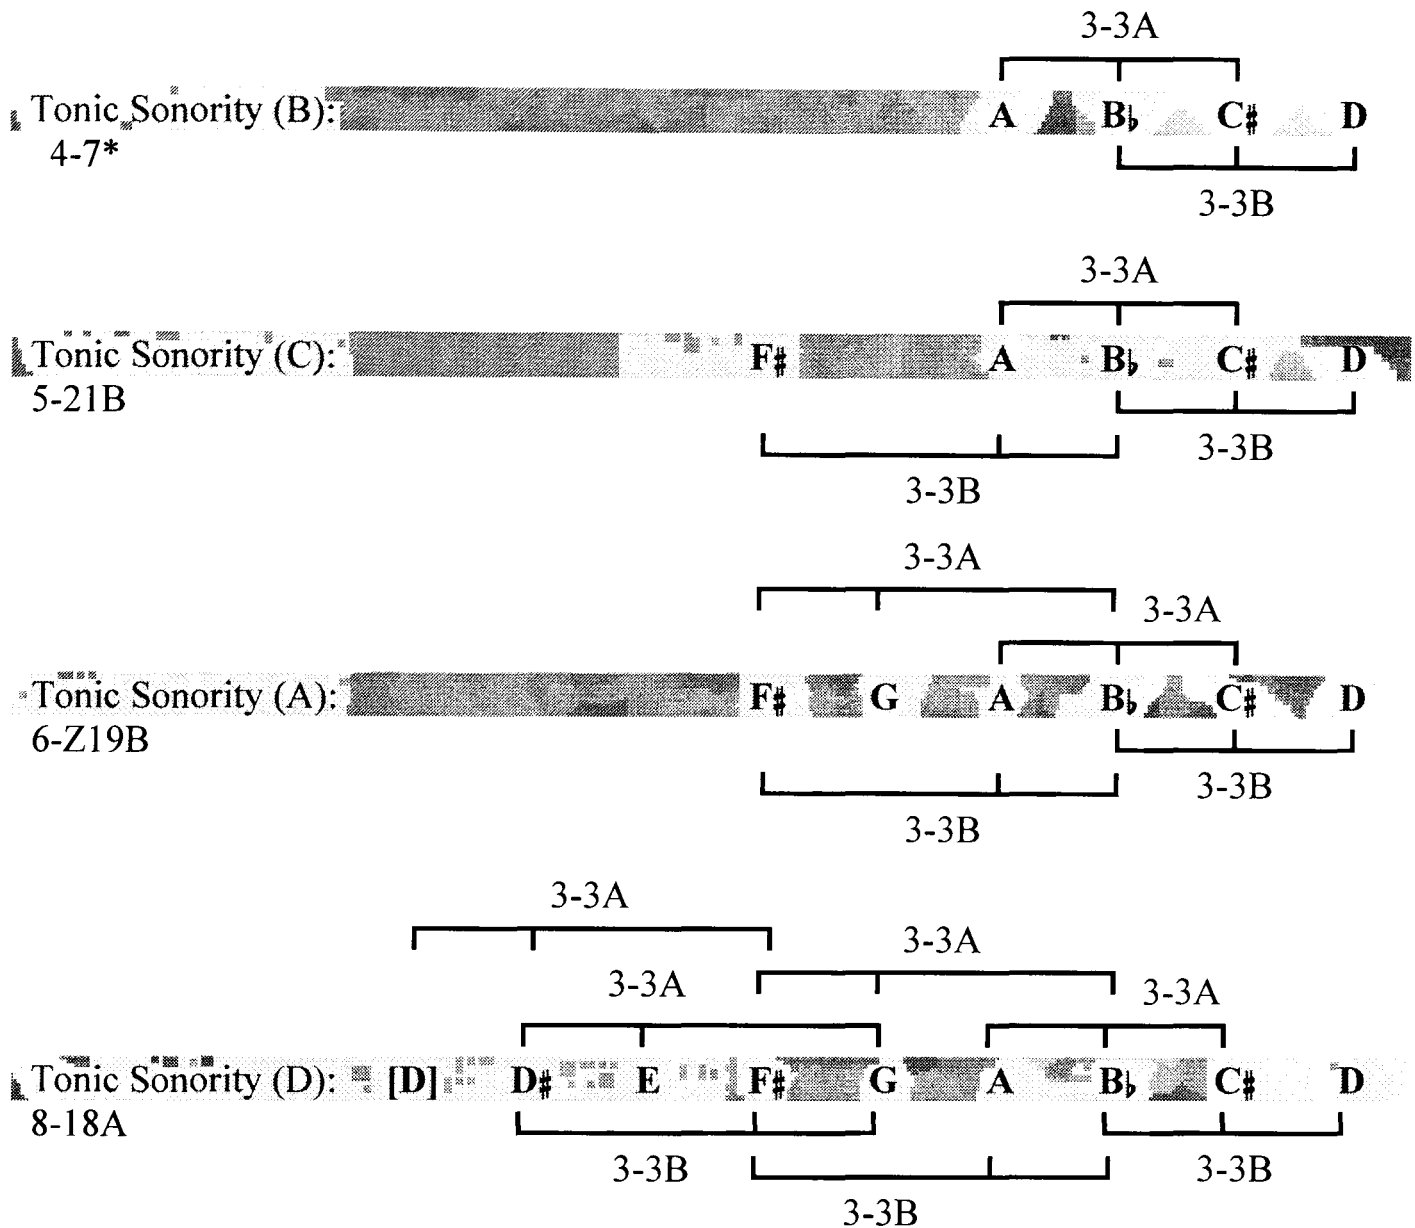 3-3A
Tonic Sonority (B): A B♭ C♯ D
4-7*
3-3B
3-3A
Tonic Sonority (C): F♯ A B♭ C♯ D
5-21B
3-3B
3-3B
3-3A
3-3A
Tonic Sonority (A): F♯ G A B♭ C♯ D
6-Z19B
3-3B
3-3B
3-3A
3-3A
3-3A 3-3A
Tonic Sonority (D): [D] D♯ E F♯ G A B♭ C♯ D
8-18A
3-3B 3-3B
3-3B